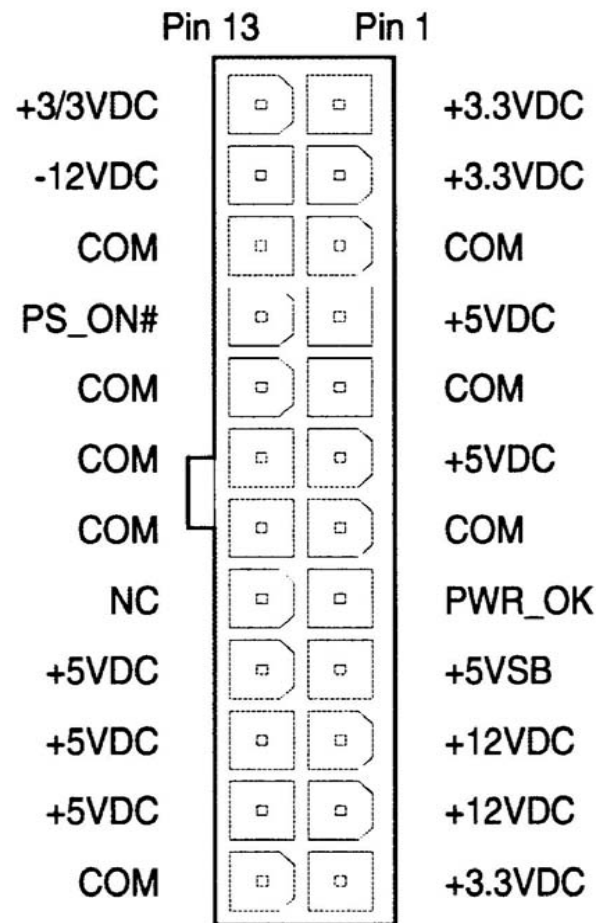 Pin 13 Pin 1
+3/3VDC +3.3VDC
-12VDC +3.3VDC
COM COM
PS_ON# +5VDC
COM COM
COM +5VDC
COM COM
NC PWR_OK
+5VDC +5VSB
+5VDC +12VDC
+5VDC +12VDC
COM +3.3VDC